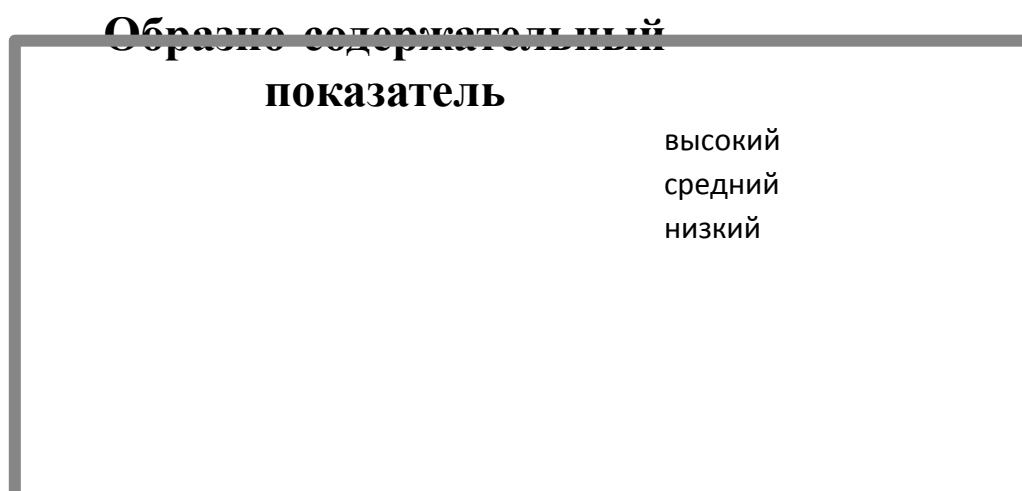 Образно-содержательный
показатель
высокий
средний
низкий